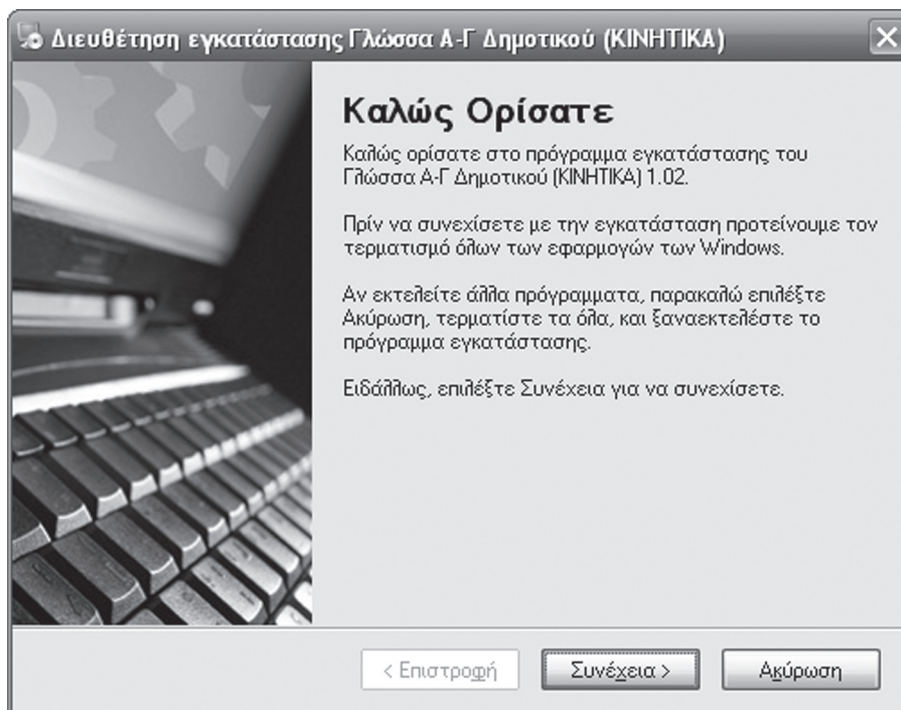 Διευθέτηση εγκατάστασης Γλώσσα Α-Γ Δημοτικού (ΚΙΝΗΤΙΚΑ)
Καλώς Ορίσατε
Καλώς ορίσατε στο πρόγραμμα εγκατάστασης του
Γλώσσα Α-Γ Δημοτικού (ΚΙΝΗΤΙΚΑ) 1.02.
Πρίν να συνεχίσετε με την εγκατάσταση προτείνουμε τον
τερματισμό όλων των εφαρμογών των Windows.
Αν εκτελείτε άλλα πρόγραμματα, παρακαλώ επιλέξτε
Ακύρωση, τερματίστε τα όλα, και ξαναεκτελέστε το
πρόγραμμα εγκατάστασης.
Ειδάλλως, επιλέξτε Συνέχεια για να συνεχίσετε.
< Επιστροφή
Συνέχεια >
Ακύρωση